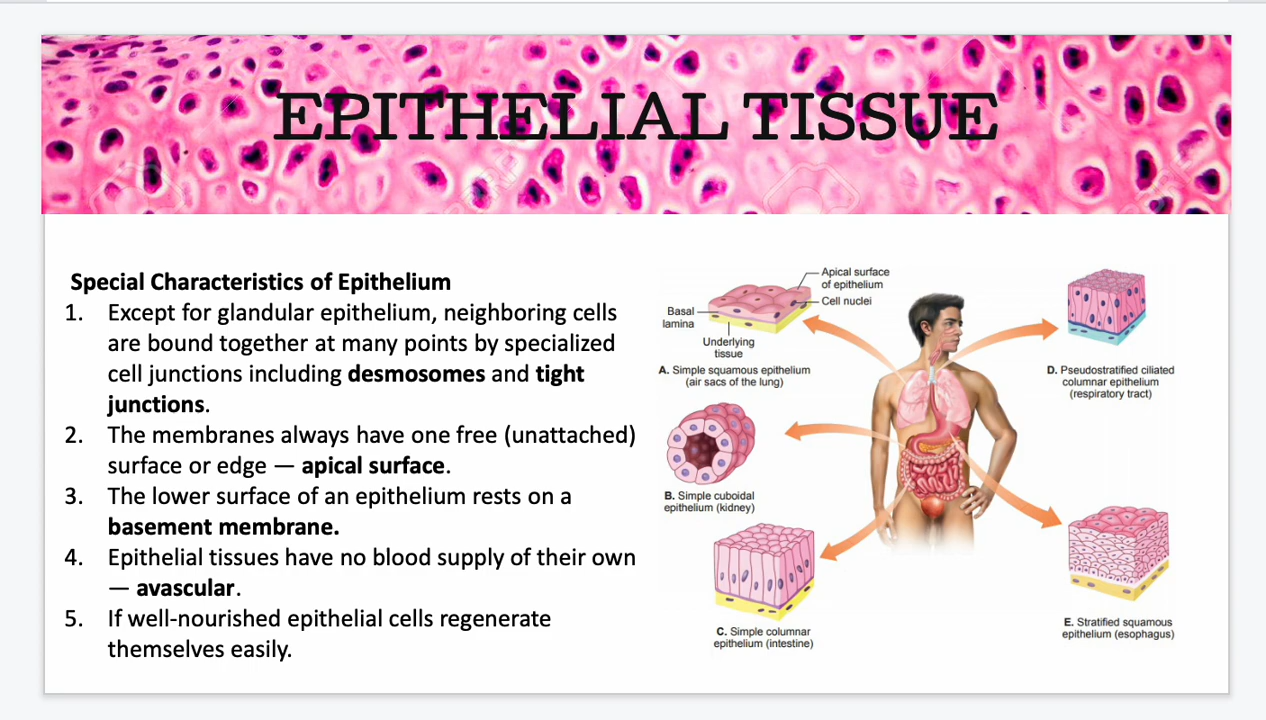 EPITHELIAL TISSUE
Special Characteristics of Epithelium
1. Except for glandular epithelium, neighboring cells
are bound together at many points by specialized
cell junctions including desmosomes and tight
junctions.
2. The membranes always have one free (unattached)
surface or edge — apical surface.
3. The lower surface of an epithelium rests on a
basement membrane.
4. Epithelial tissues have no blood supply of their own
— avascular.
5. If well-nourished epithelial cells regenerate
themselves easily.
Apical surface
of epithelium
Cell nuclei
Basal
lamina
Underlying
tissue
A. Simple squamous epithelium
(air sacs of the lung)
B. Simple cuboidal
epithelium (kidney)
C. Simple columnar
epithelium (intestine)
D. Pseudostratified ciliated
columnar epithelium
(respiratory tract)
E. Stratified squamous
epithelium (esophagus)